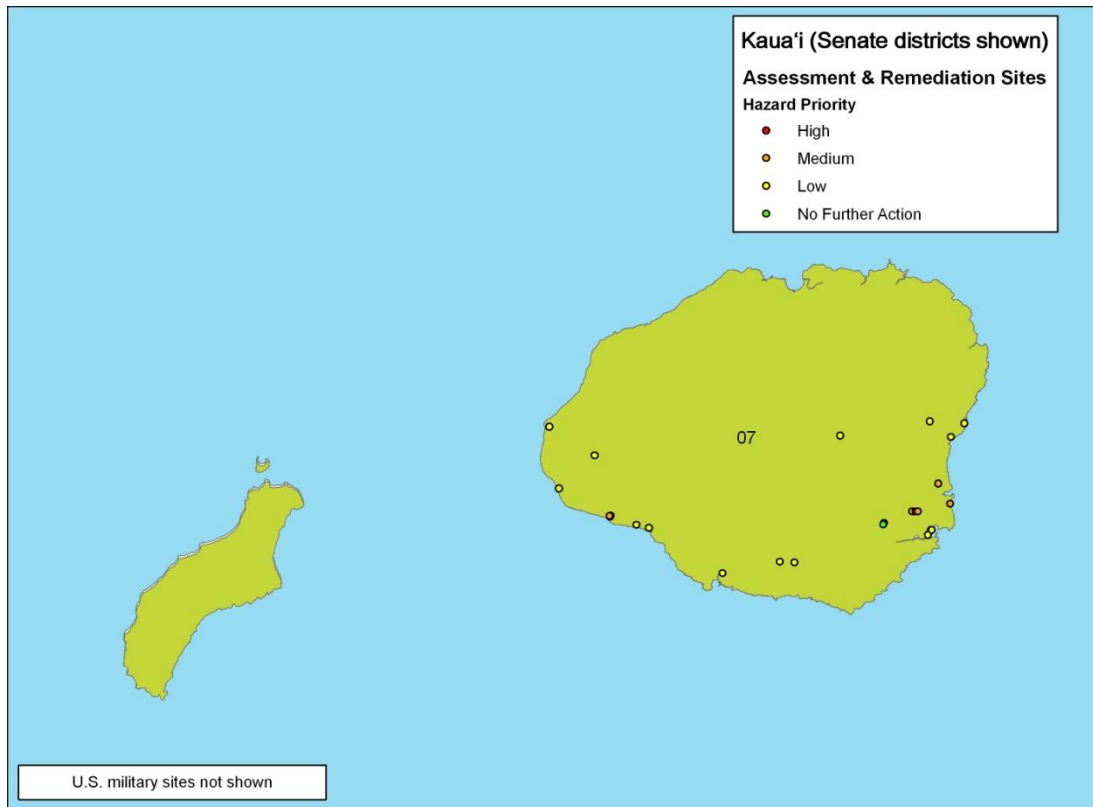 Kaua‘i (Senate districts shown)
Assessment & Remediation Sites
Hazard Priority
High
Medium
Low
No Further Action
07
U.S. military sites not shown